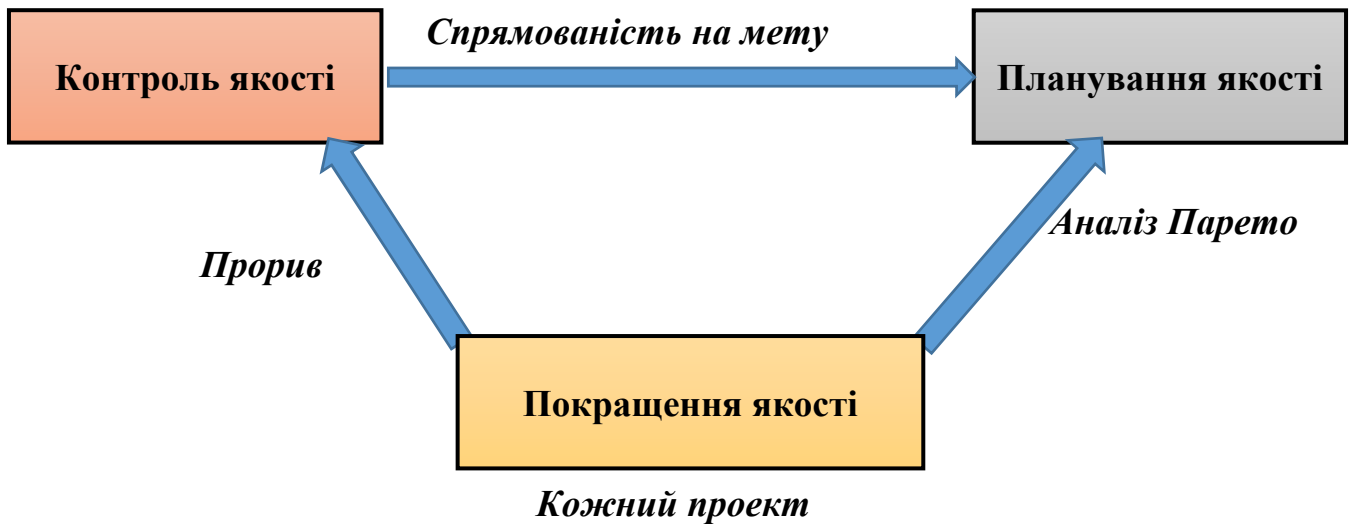 Спрямованість на мету
Контроль якості
Планування якості
Аналіз Парето
Прорив
Покращення якості
Кожний проект